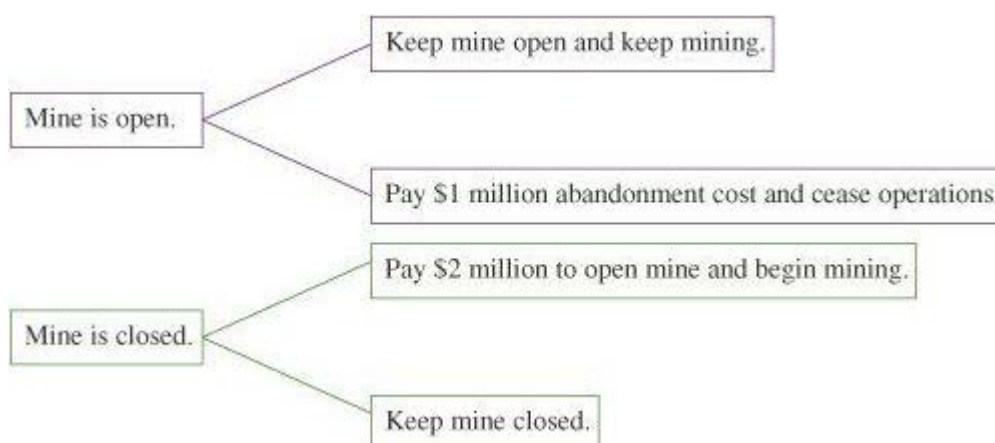 Keep mine open and keep mining.
Mine is open.
Pay $1 million abandonment cost and cease operations
Pay $2 million to open mine and begin mining.
Mine is closed.
Keep mine closed.